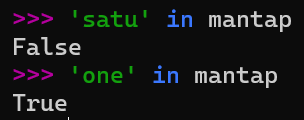 >>> 'satu' in mantap
False
>>> 'one' in mantap
True